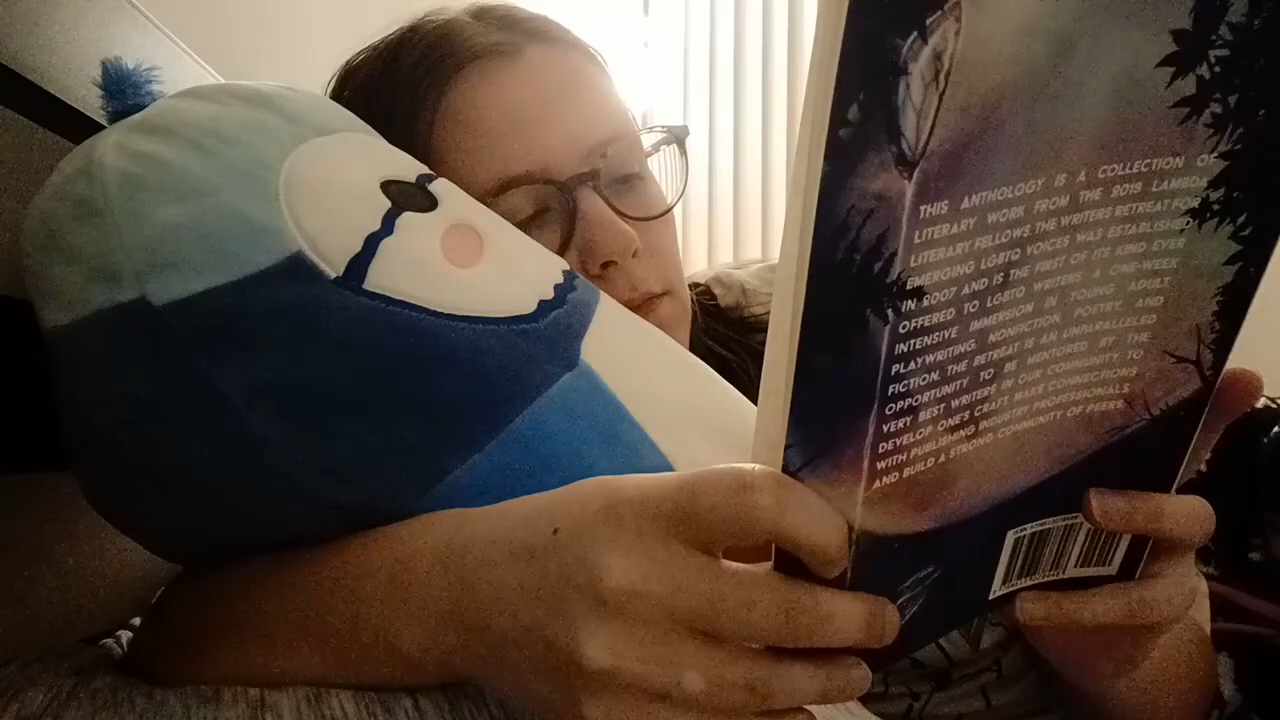 THIS ANTHOLOGY IS A COLLECTION OF
LITERARY WORK FROM THE 2019 LAMBDA
LITERARY FELLOWS. THE WRITERS RETREAT FOR
EMERGING LGBTQ VOICES WAS ESTABLISHED
IN 2007 AND IS THE FIRST OF ITS KIND EVER
OFFERED TO LGBTQ WRITERS: A ONE-WEEK
INTENSIVE IMMERSION IN YOUNG ADULT,
PLAYWRITING, NONFICTION, POETRY, AND
FICTION. THE RETREAT IS AN UNPARALLELED
OPPORTUNITY TO BE MENTORED BY THE
VERY BEST WRITERS IN OUR COMMUNITY, TO
DEVELOP ONE'S CRAFT, MAKE CONNECTIONS
WITH PUBLISHING INDUSTRY PROFESSIONALS
AND BUILD A STRONG COMMUNITY OF PEERS.